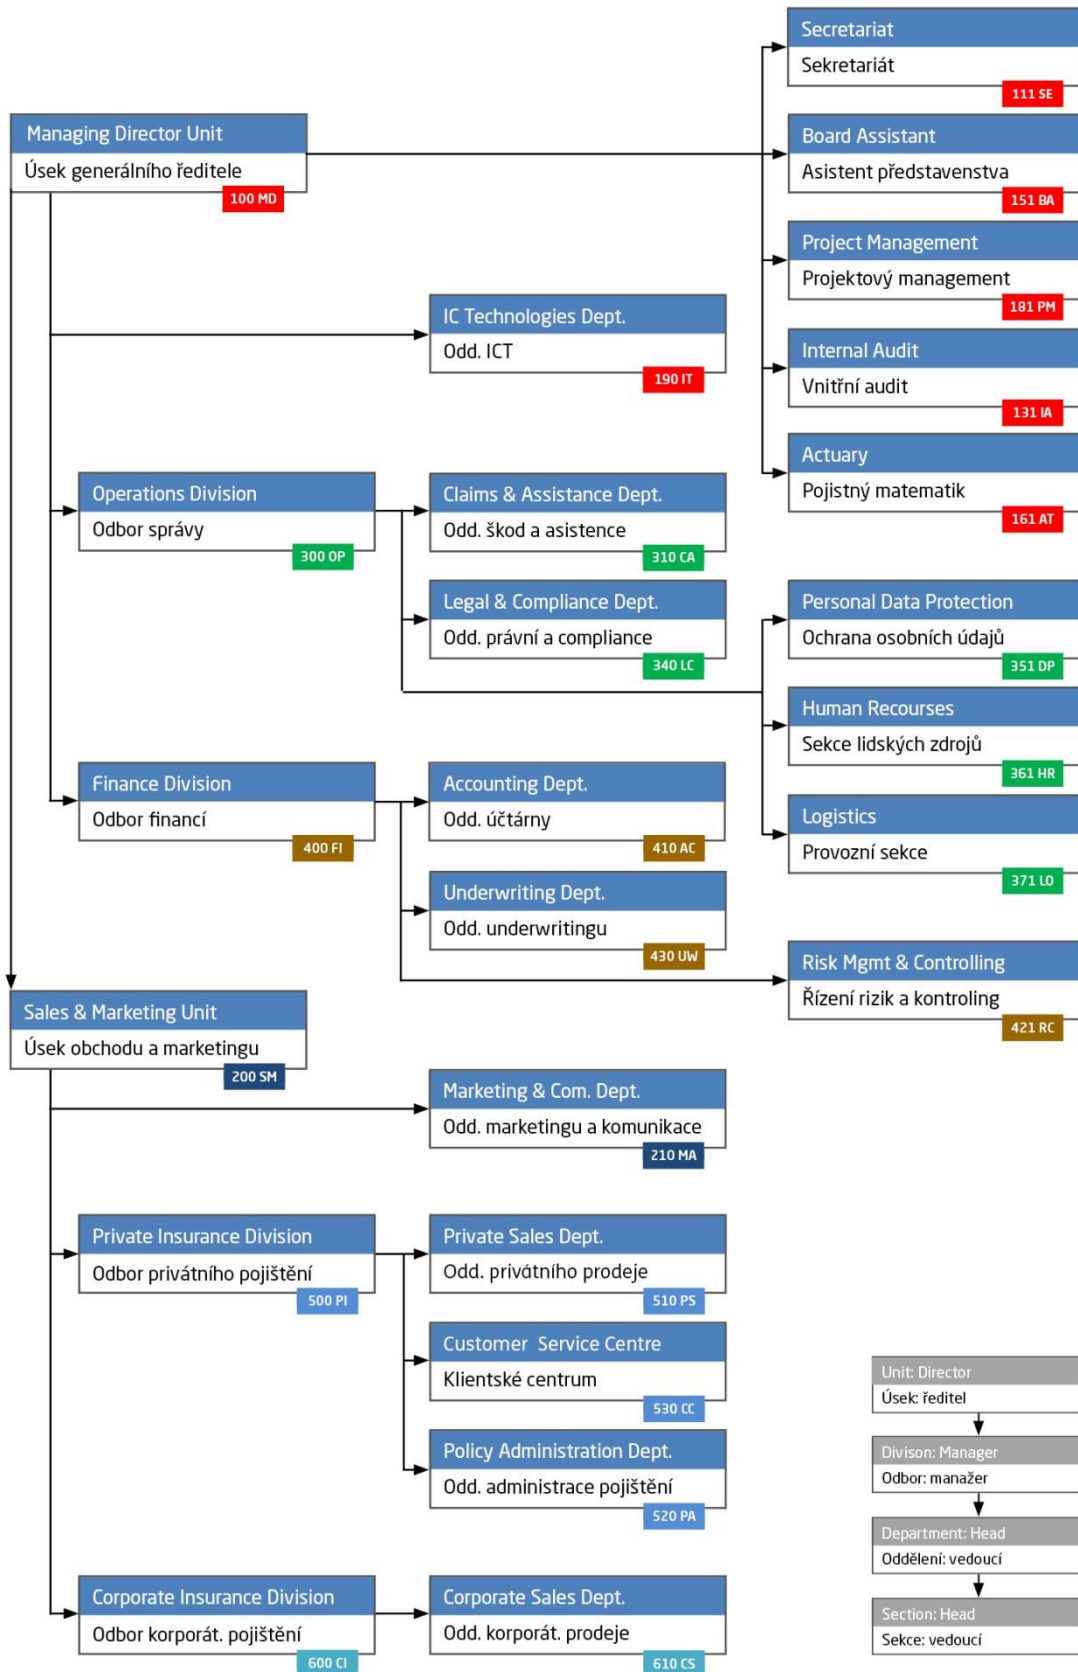 Secretariat
Sekretariát
111 SE
Managing Director Unit
Úsek generálního ředitele
100 MD
Board Assistant
Asistent představenstva
151 BA
Project Management
Projektový management
181 PM
IC Technologies Dept.
Odd. ICT
190 IT
Internal Audit
Vnitřní audit
131 IA
Actuary
Pojistný matematik
161 AT
Operations Division
Odbor správy
300 OP
Claims & Assistance Dept.
Odd. škod a asistence
310 CA
Legal & Compliance Dept.
Odd. právní a compliance
340 LC
Personal Data Protection
Ochrana osobních údajů
351 DP
Human Recourses
Sekce lidských zdrojů
361 HR
Finance Division
Odbor financí
400 FI
Accounting Dept.
Odd. účtárny
410 AC
Logistics
Provozní sekce
371 LO
Underwriting Dept.
Odd. underwritingu
430 UW
Risk Mgmt & Controlling
Řízení rizik a kontroling
421 RC
Sales & Marketing Unit
Úsek obchodu a marketingu
200 SM
Marketing & Com. Dept.
Odd. marketingu a komunikace
210 MA
Private Insurance Division
Odbor privátního pojištění
500 PI
Private Sales Dept.
Odd. privátního prodeje
510 PS
Customer Service Centre
Klientské centrum
530 CC
Policy Administration Dept.
Odd. administrace pojištění
520 PA
Corporate Insurance Division
Odbor korporát. pojištění
600 CI
Corporate Sales Dept.
Odd. korporát. prodeje
610 CS
Unit: Director
Úsek: ředitel
Divison: Manager
Odbor: manažer
Department: Head
Oddělení: vedoucí
Section: Head
Sekce: vedoucí